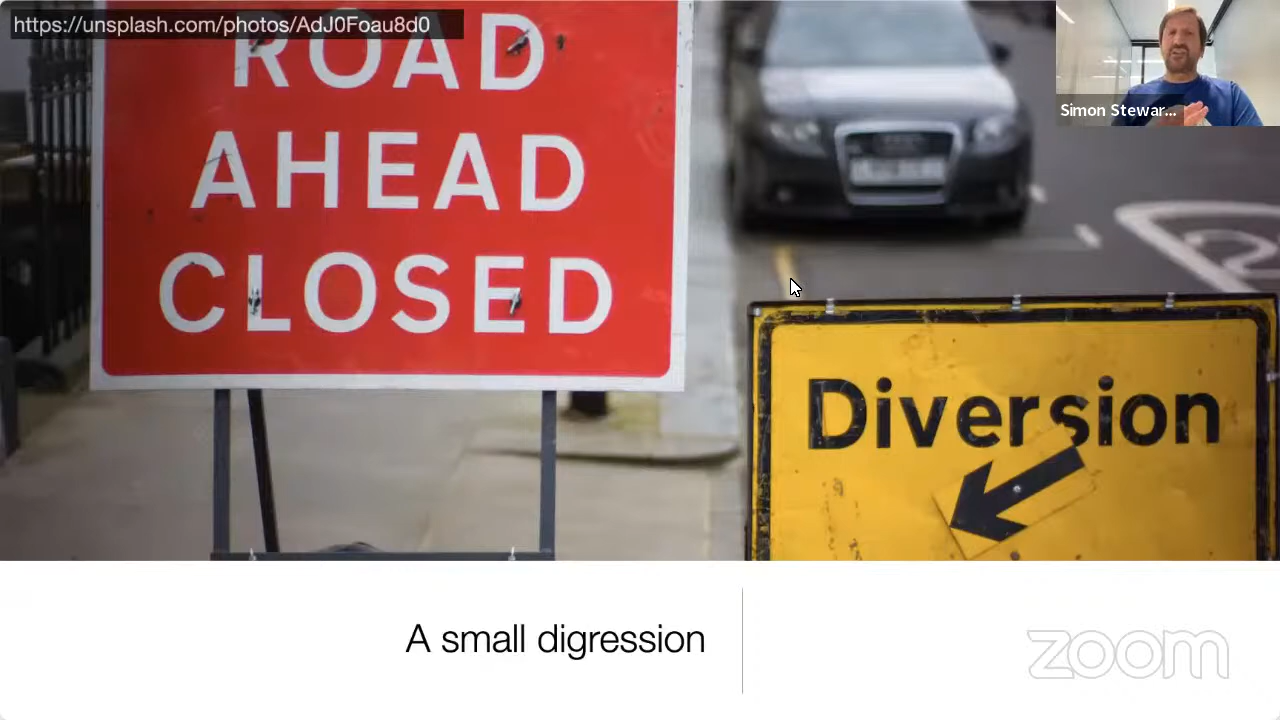 https://unsplash.com/photos/AdJ0Foau8d0
ROAD
AHEAD
CLOSED
Simon Stewar...
Diversion
A small digression
zoom